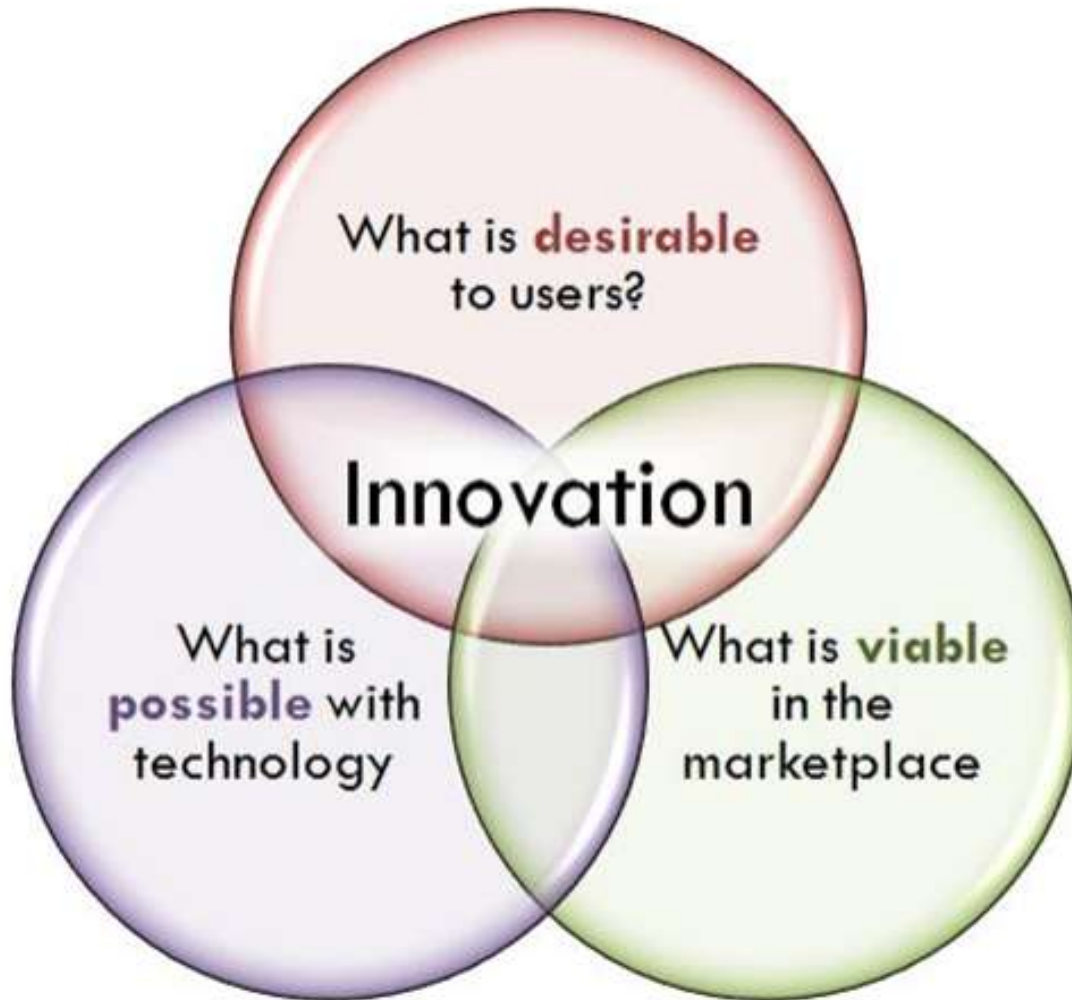 What is desirable
to users?
Innovation
What is
possible with
technology
What is viable
in the
marketplace